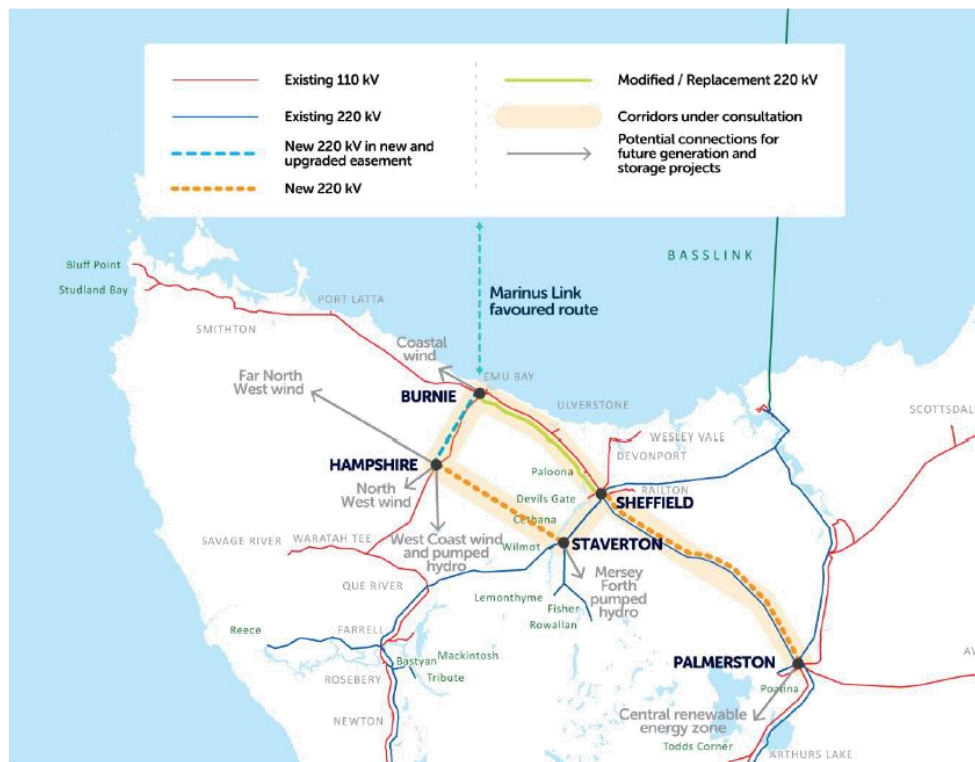 Existing 110 kV
Existing 220 kV
New 220 kV in new and
upgraded easement
New 220 kV
Modified / Replacement 220 kV
Corridors under consultation
Potential connections for
future generation and
storage projects
BASSLINK
Bluff Point
Studland Bay
PORT LATTA
SMITHTON
Marinus Link
favoured route
Coastal
wind
EMU BAY
Far North
West wind
BURNIE
ULVERSTONE
SCOTTSDAL
WESLEY VALE
DEVONPORT
HAMPSHIRE
Paloona
North
West wind
Devils Gate
RAILTON
SHEFFIELD
Cethana
West Coast wind
and pumped
hydro
SAVAGE RIVER
WARATAH TEE
Wilmot
STAVERTON
QUE RIVER
Mersey
Forth
pumped
hydro
Lemonthyme
Fisher
Rowallan
Reece
FARRELL
Mackintosh
Bastyan
Tribute
ROSEBERY
PALMERSTON
AV
Poatina
NEWTON
Central renewable
energy zone
Todds Corner
ARTHURS LAKE